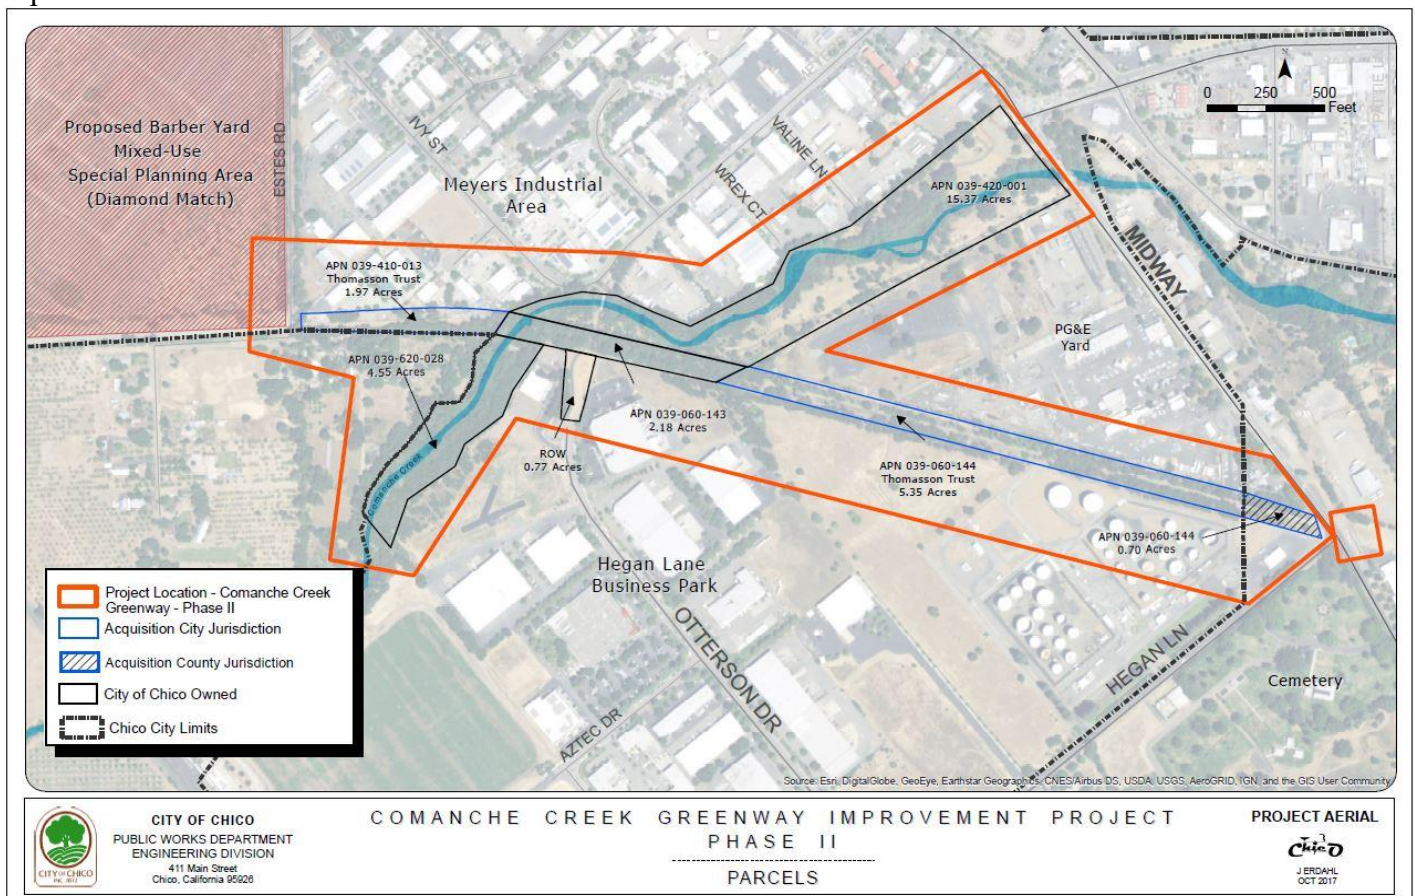 Proposed Barber Yard
Mixed-Use
Special Planning Area
(Diamond Match)
ESTES RD
IVY ST
Meyers Industrial
Area
VALINE LN
WREX CT
0 250 500
Feet
APN 039-420-001
15.37 Acres
MIDWAY
APN 039-410-013
Thomasson Trust
1.97 Acres
PG&E
Yard
APN 039-620-028
4.55 Acres
Comanche Creek
ROW
0.77 Acres
APN 039-060-143
2.18 Acres
APN 039-060-144
Thomasson Trust
5.35 Acres
APN 039-060-144
0.70 Acres
Hegan Lane
Business Park
OTTERSON DR
AZTEC DR
HEGAN LN
Cemetery
Project Location - Comanche Creek
Greenway - Phase II
Acquisition City Jurisdiction
Acquisition County Jurisdiction
City of Chico Owned
Chico City Limits
Source: Esri, DigitalGlobe, GeoEye, Earthstar Geographics, CNES/Airbus DS, USDA, USGS, AeroGRID, IGN, and the GIS User Community
CITY OF CHICO
INC. 1872
CITY OF CHICO
PUBLIC WORKS DEPARTMENT
ENGINEERING DIVISION
411 Main Street
Chico, California 95926
COMANCHE CREEK GREENWAY IMPROVEMENT PROJECT
PHASE II
PARCELS
PROJECT AERIAL
Chico
J ERDAHL
OCT 2017